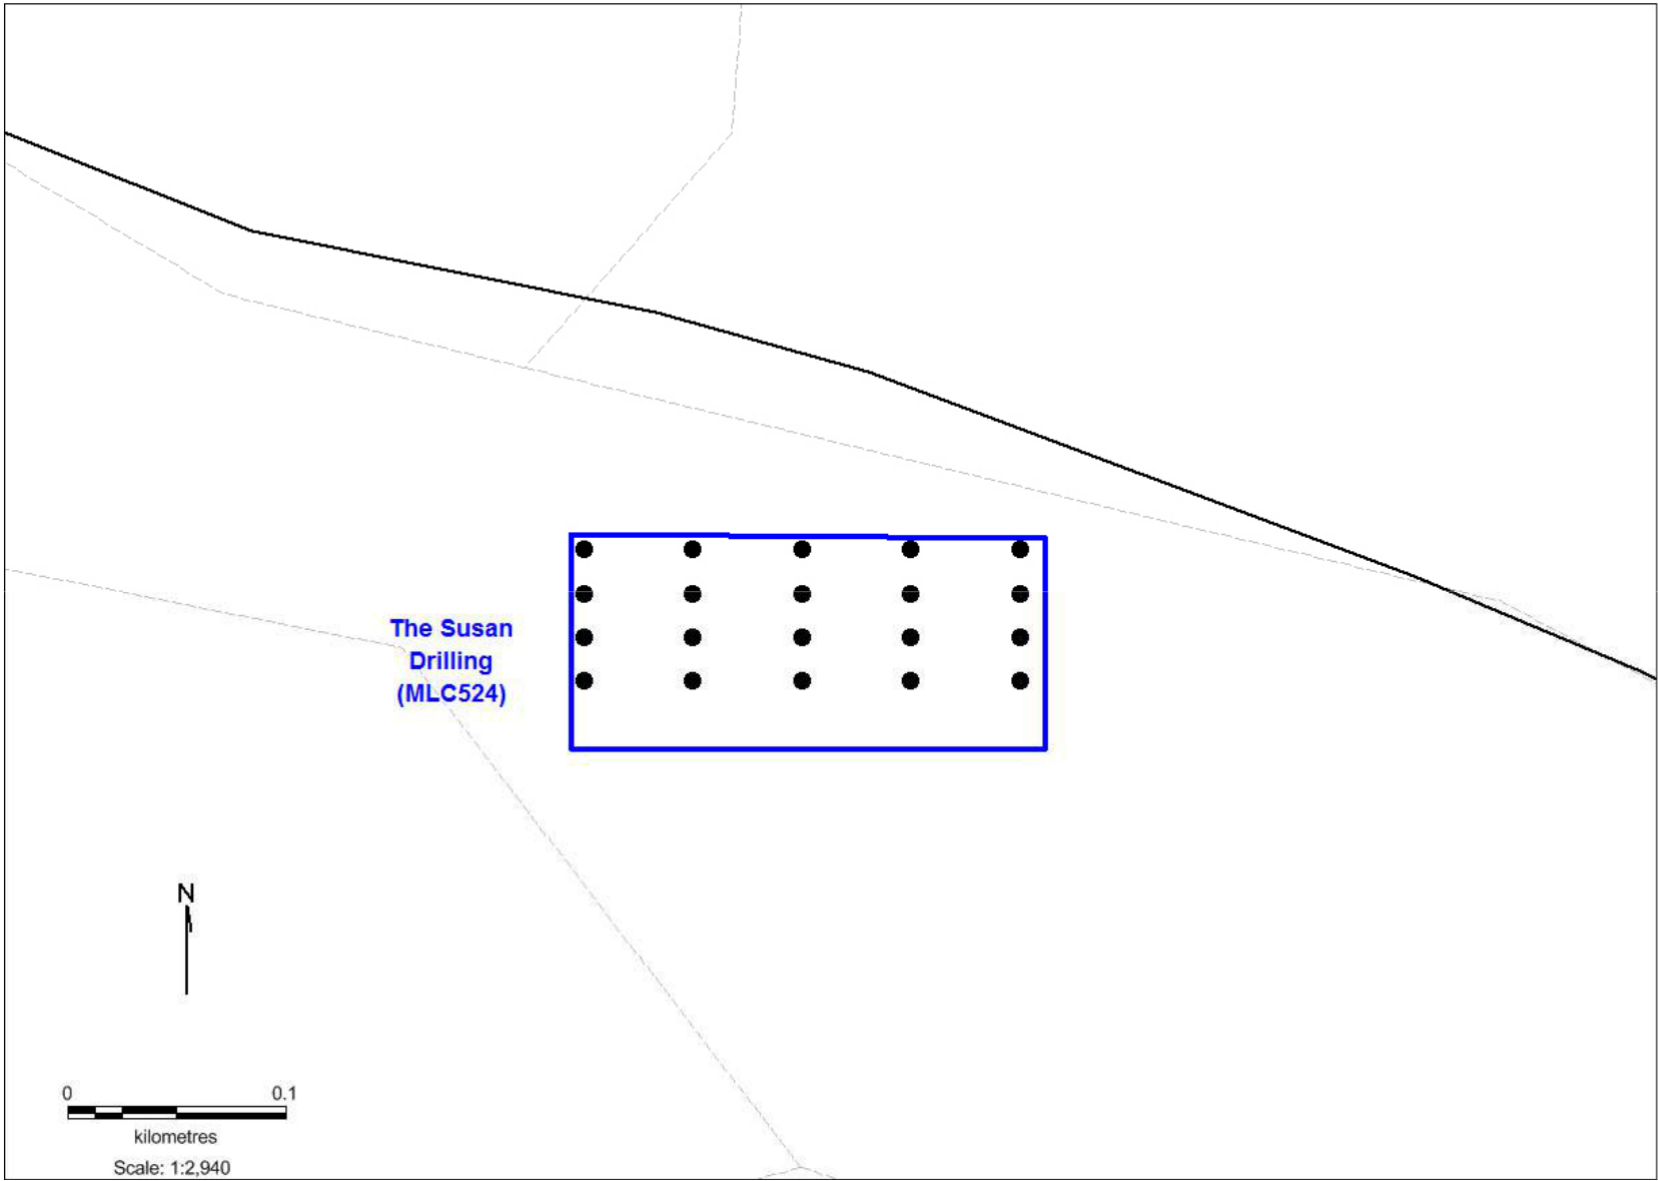 The Susan
Drilling
(MLC524)
N
0 0.1
kilometres
Scale: 1:2,940